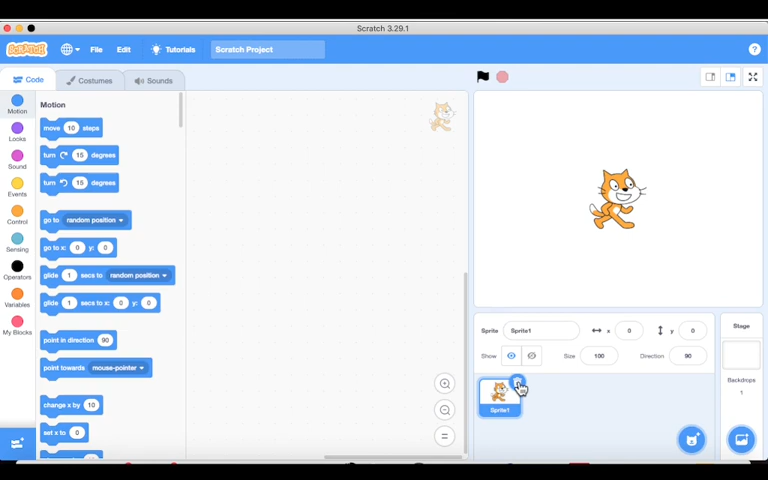 Scratch 3.29.1
SCRATCH File Edit Tutorials Scratch Project ?
Code Costumes Sounds
Motion
Looks
Sound
Events
Control
Sensing
Operators
Variables
My Blocks
Motion
move 10 steps
turn 15 degrees
turn 15 degrees
go to random position
go to x: 0 y: 0
glide 1 secs to random position
glide 1 secs to x: 0 y: 0
point in direction 90
point towards mouse-pointer
change x by 10
set x to 0
Sprite Sprite1 x 0 y 0
Show Size 100 Direction 90
Sprite1
Stage
Backdrops
1